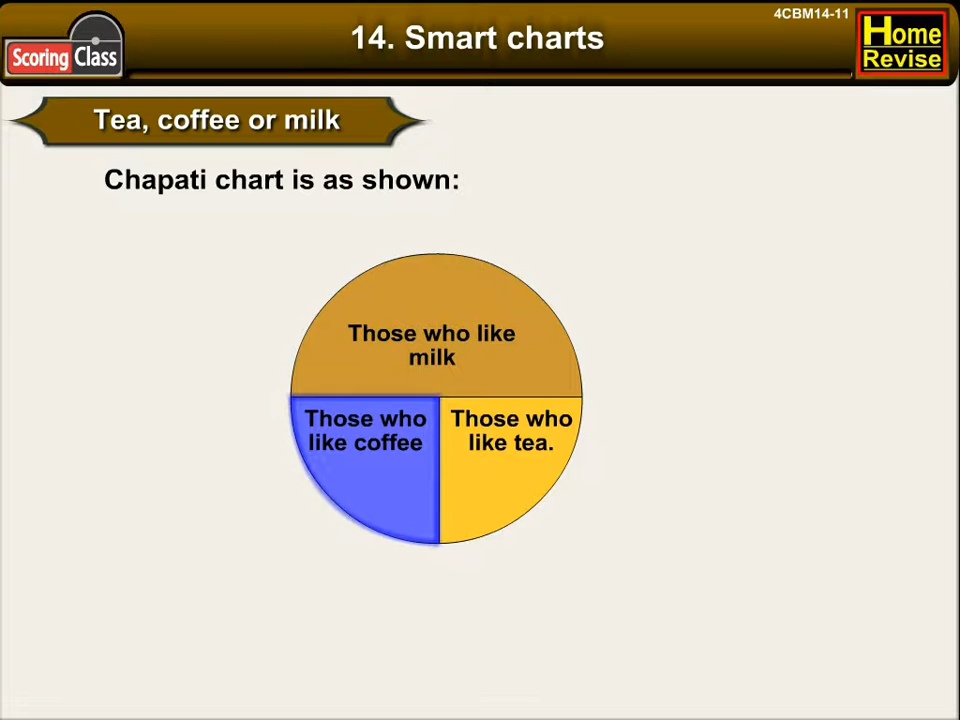 4CBM14-11
Scoring Class
14. Smart charts
Home
Revise
Tea, coffee or milk
Chapati chart is as shown:
Those who like
milk
Those who
like coffee
Those who
like tea.